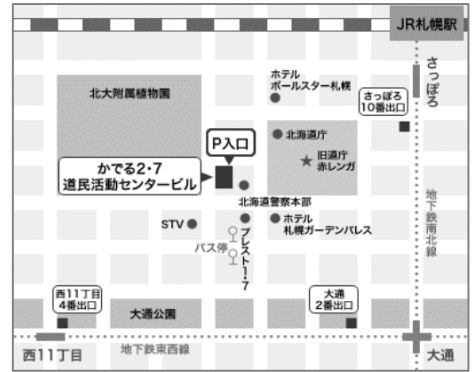 JR札幌駅
さっぽろ
ホテル
ポールスター札幌
北大附属植物園
さっぽろ
10番出口
P入口
北海道庁
旧道庁
赤レンガ
かでる2・7
道民活動センタービル
北海道警察本部
地下鉄南北線
STV
ホテル
札幌ガーデンパレス
プレスト1・7
バス停
西11丁目
4番出口
大通公園
大通
2番出口
西11丁目
地下鉄東西線
大通